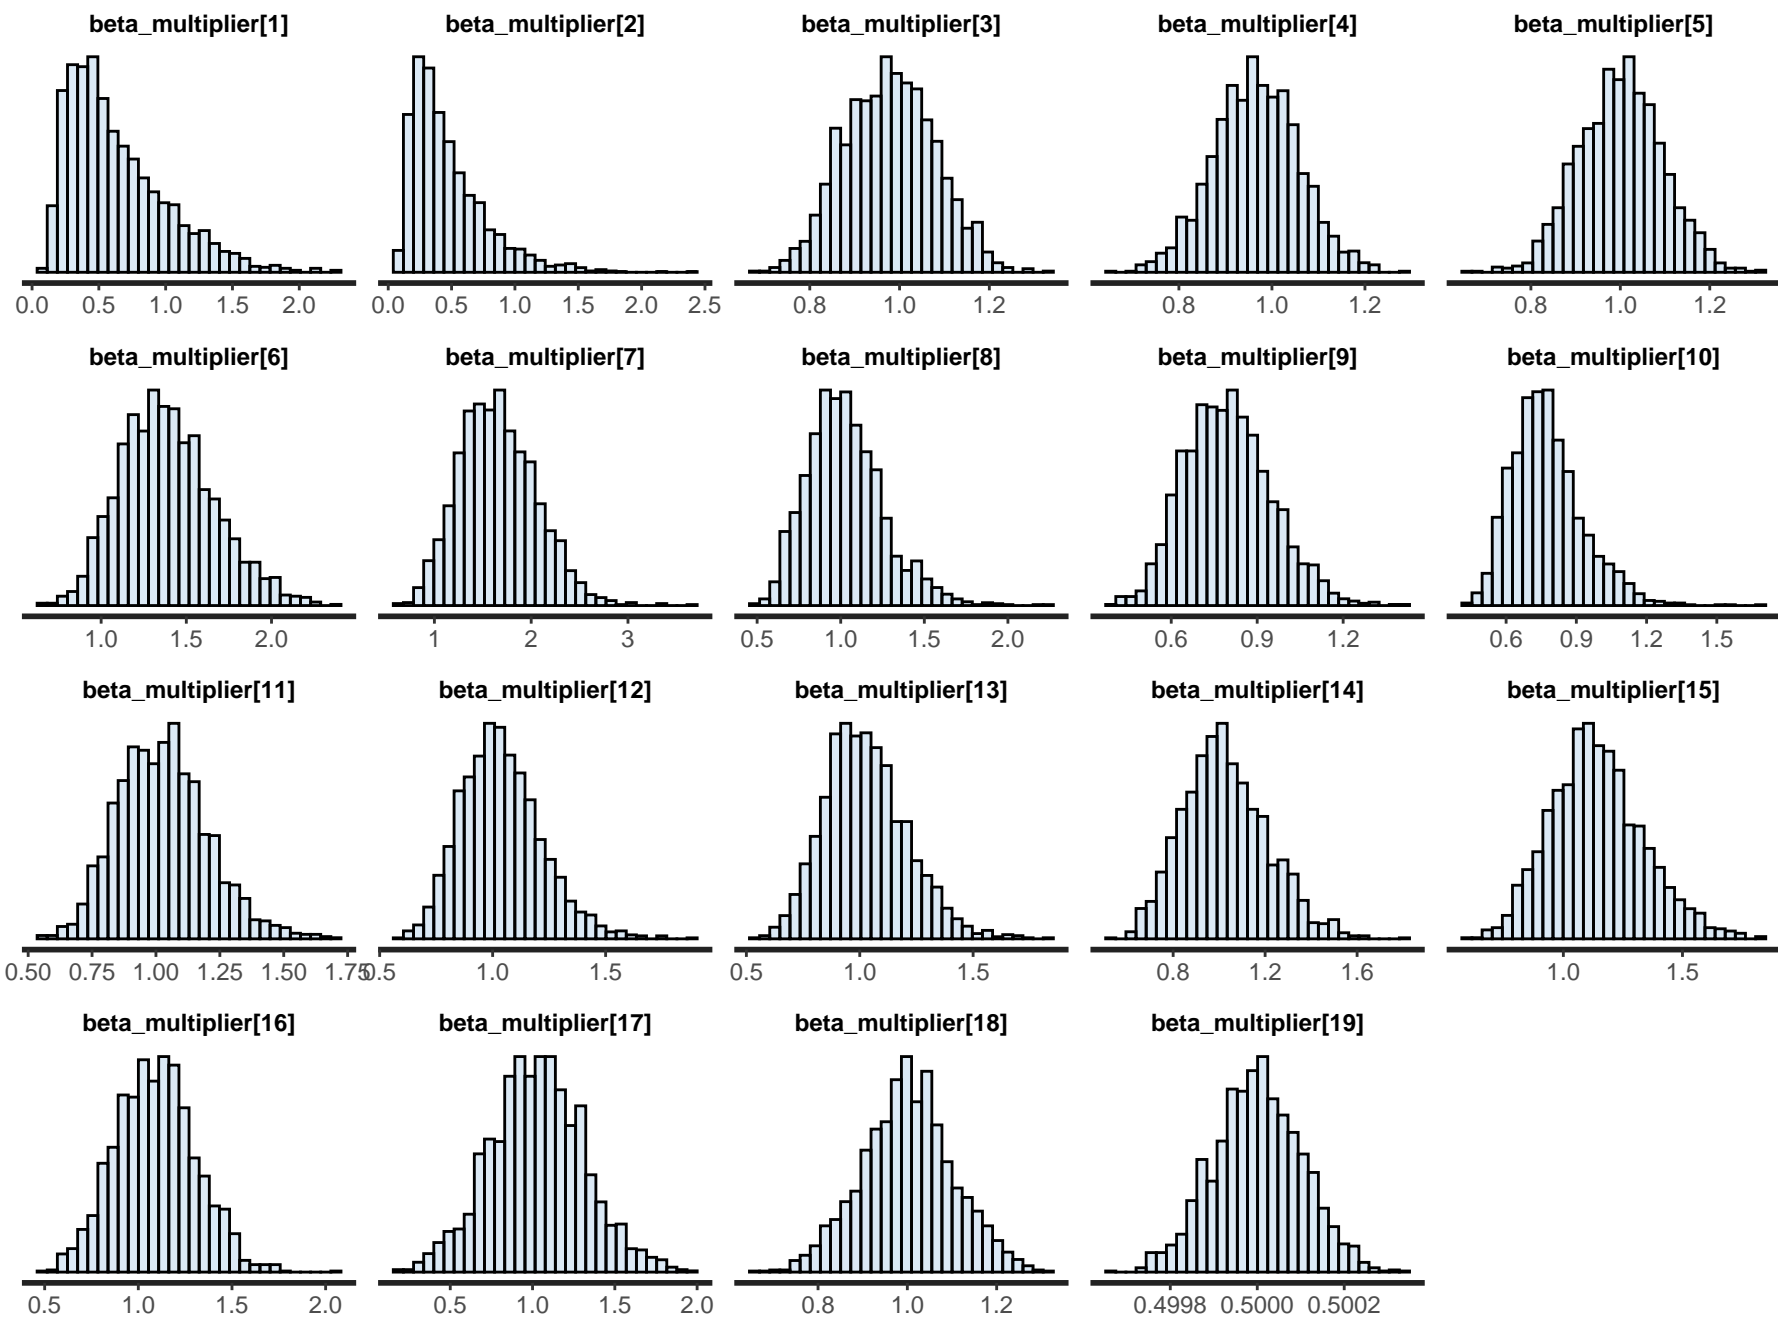 beta_multiplier[1] beta_multiplier[2] beta_multiplier[3] beta_multiplier[4] beta_multiplier[5]
0.0 0.5 1.0 1.5 2.0 0.0 0.5 1.0 1.5 2.0 2.5 0.8 1.0 1.2 0.8 1.0 1.2 0.8 1.0 1.2
beta_multiplier[6] beta_multiplier[7] beta_multiplier[8] beta_multiplier[9] beta_multiplier[10]
1.0 1.5 2.0 1 2 3 0.5 1.0 1.5 2.0 0.6 0.9 1.2 0.6 0.9 1.2 1.5
beta_multiplier[11] beta_multiplier[12] beta_multiplier[13] beta_multiplier[14] beta_multiplier[15]
0.50 0.75 1.00 1.25 1.50 1.75 0.5 1.0 1.5 0.5 1.0 1.5 0.8 1.2 1.6 1.0 1.5
beta_multiplier[16] beta_multiplier[17] beta_multiplier[18] beta_multiplier[19]
0.5 1.0 1.5 2.0 0.5 1.0 1.5 2.0 0.8 1.0 1.2 0.4998 0.5000 0.5002